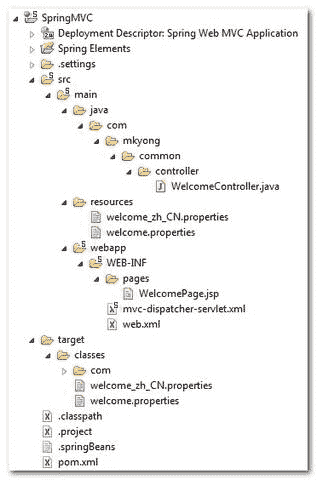 SpringMVC
Deployment Descriptor: Spring Web MVC Application
Spring Elements
.settings
src
main
java
com
mkyong
common
controller
WelcomeController.java
resources
welcome_zh_CN.properties
welcome.properties
webapp
WEB-INF
pages
WelcomePage.jsp
mvc-dispatcher-servlet.xml
web.xml
target
classes
com
welcome_zh_CN.properties
welcome.properties
.classpath
.project
.springBeans
pom.xml